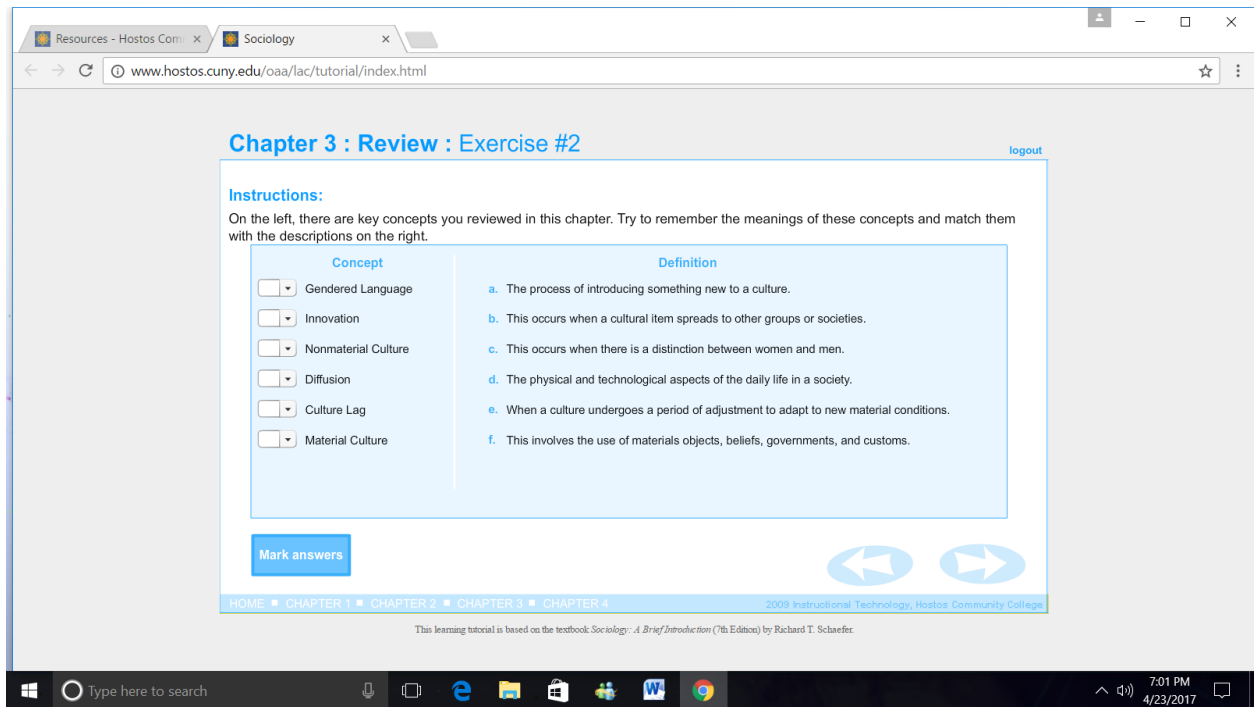 Resources - Hostos Com
Sociology
www.hostos.cuny.edu/oaa/lac/tutorial/index.html
Chapter 3 : Review : Exercise #2
logout
Instructions:
On the left, there are key concepts you reviewed in this chapter. Try to remember the meanings of these concepts and match them
with the descriptions on the right.
Concept Definition
Gendered Language a. The process of introducing something new to a culture.
Innovation b. This occurs when a cultural item spreads to other groups or societies.
Nonmaterial Culture c. This occurs when there is a distinction between women and men.
Diffusion d. The physical and technological aspects of the daily life in a society.
Culture Lag e. When a culture undergoes a period of adjustment to adapt to new material conditions.
Material Culture f. This involves the use of materials objects, beliefs, governments, and customs.
Mark answers
HOME ■ CHAPTER 1 ■ CHAPTER 2 ■ CHAPTER 3 ■ CHAPTER 4 2009 Instructional Technology, Hostos Community College
This learning tutorial is based on the textbook Sociology: A Brief Introduction (7th Edition) by Richard T. Schaefer.
Type here to search
7:01 PM
4/23/2017